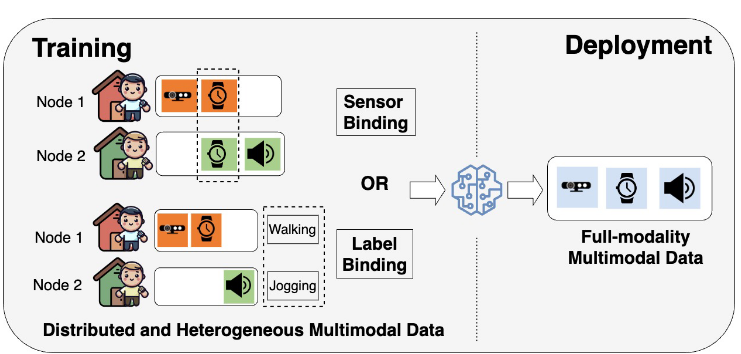 Training
Deployment
Node 1
Sensor
Binding
Node 2
OR
Node 1
Walking
Label
Binding
Full-modality
Multimodal Data
Node 2
Jogging
Distributed and Heterogeneous Multimodal Data